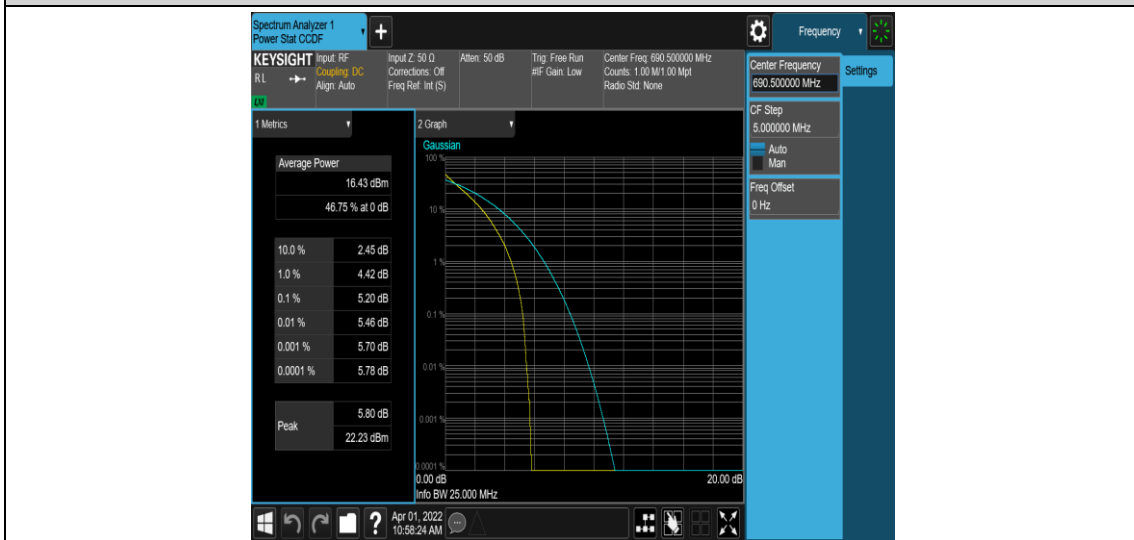 Spectrum Analyzer 1
Power Stat CCDF
Frequency
KEYSIGHT
RL
LXI
Input: RF
Coupling: DC
Align: Auto
Input Z: 50 Ω
Corrections: Off
Freq Ref: Int (S)
Atten: 50 dB
Trig: Free Run
#IF Gain: Low
Center Freq: 690.500000 MHz
Counts: 1.00 M/1.00 Mpt
Radio Std: None
Center Frequency
690.500000 MHz
Settings
CF Step
5.000000 MHz
Auto
Man
Freq Offset
0 Hz
1 Metrics
Average Power
16.43 dBm
46.75 % at 0 dB
10.0 % 2.45 dB
1.0 % 4.42 dB
0.1 % 5.20 dB
0.01 % 5.46 dB
0.001 % 5.70 dB
0.0001 % 5.78 dB
Peak 5.80 dB
22.23 dBm
2 Graph
Gaussian
100 %
10 %
1 %
0.1 %
0.01 %
0.001 %
0.0001 %
0.00 dB 20.00 dB
Info BW 25.000 MHz
?
Apr 01, 2022
10:58:24 AM